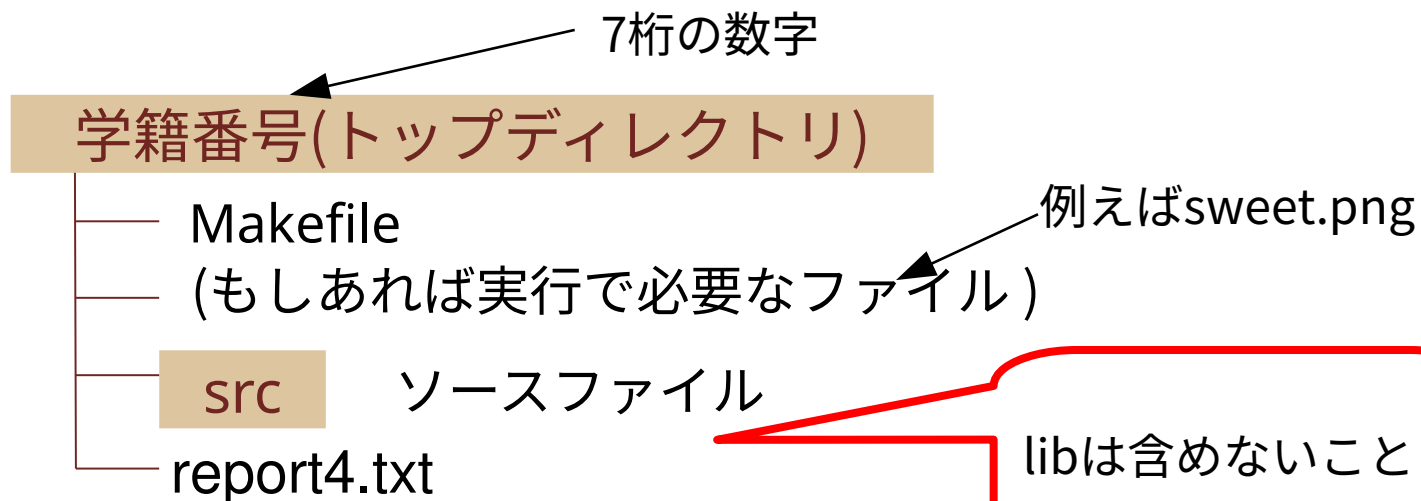 7桁の数字
学籍番号(トップディレクトリ)
Makefile
例えばsweet.png
(もしあれば実行で必要なファイル )
src ソースファイル
libは含めないこと
report4.txt